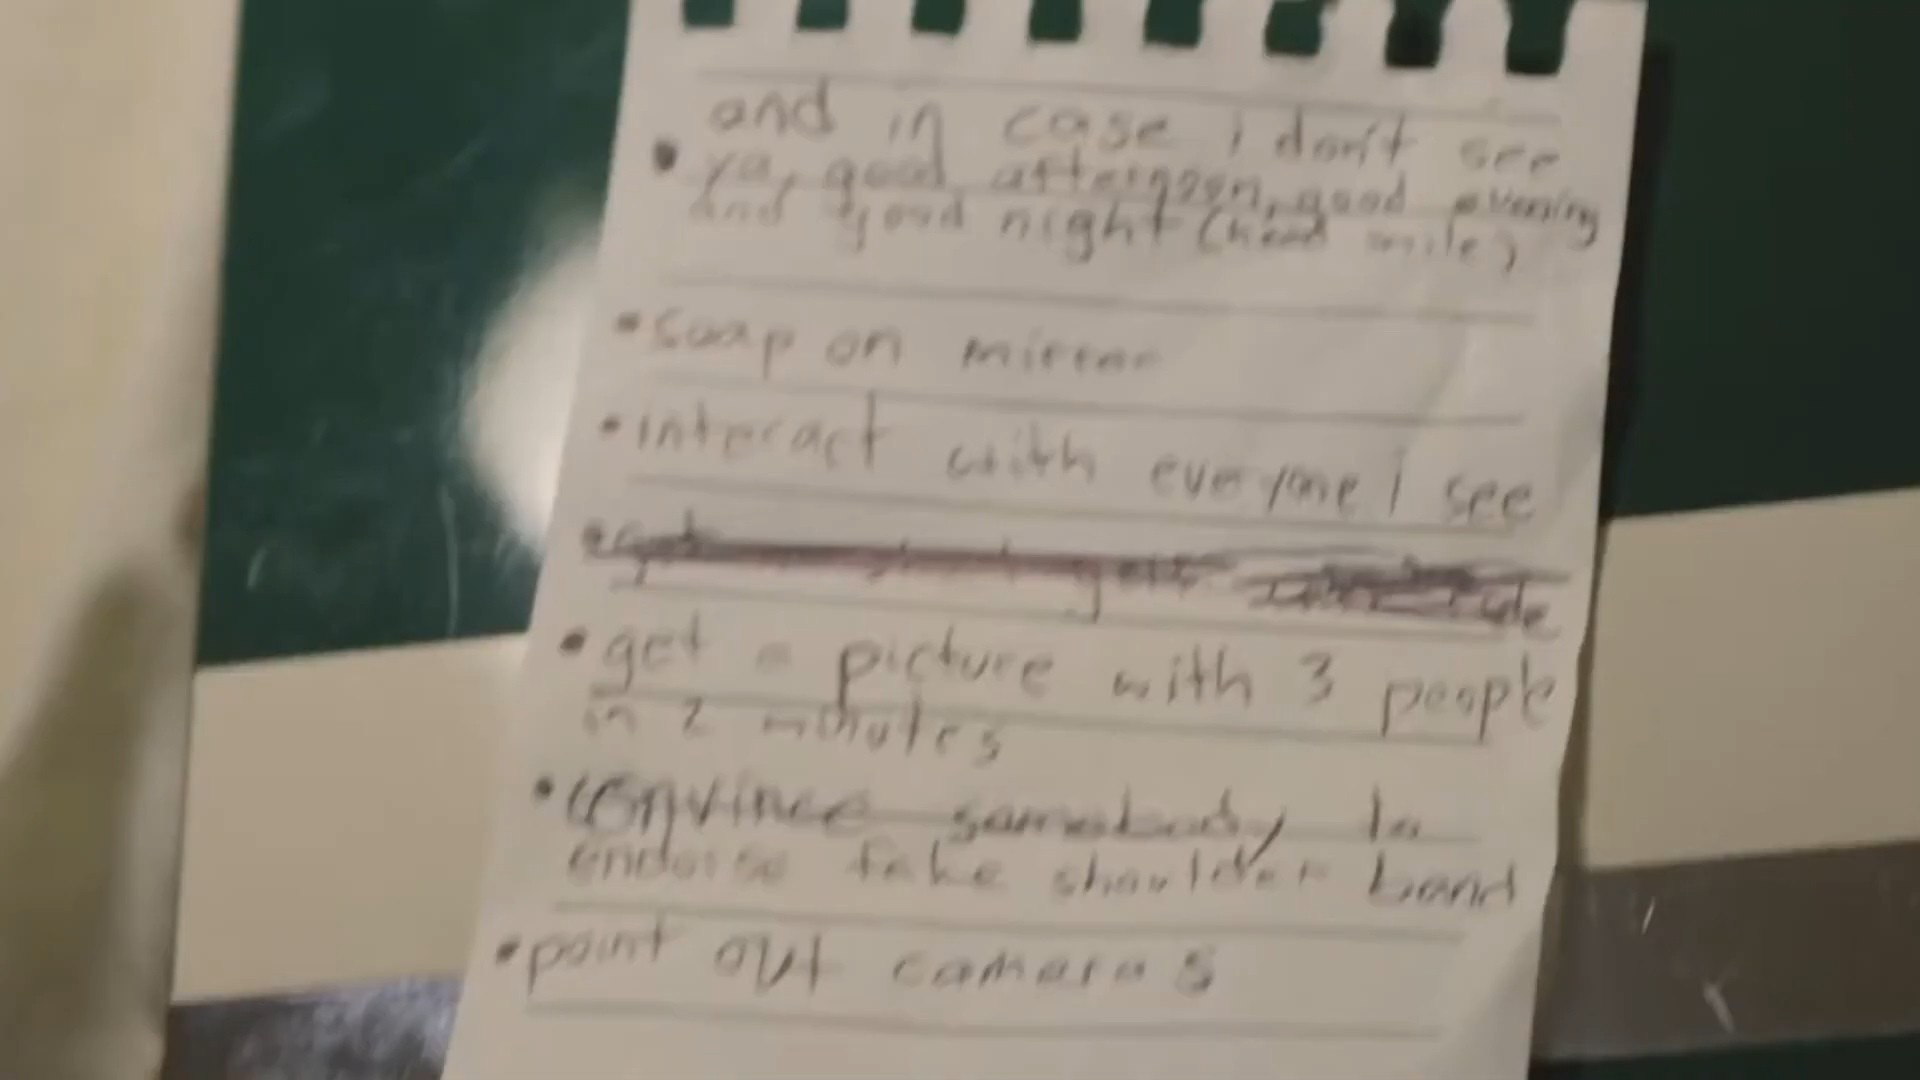 and in case i don't see
• ya, good afternoon, good evening
and good night (head smile)
• soap on mirror
• interact with everyone I see
• get a picture with 3 people
in 2 minutes
• convince somebody to
endorse fake shoulder band
• point out cameras